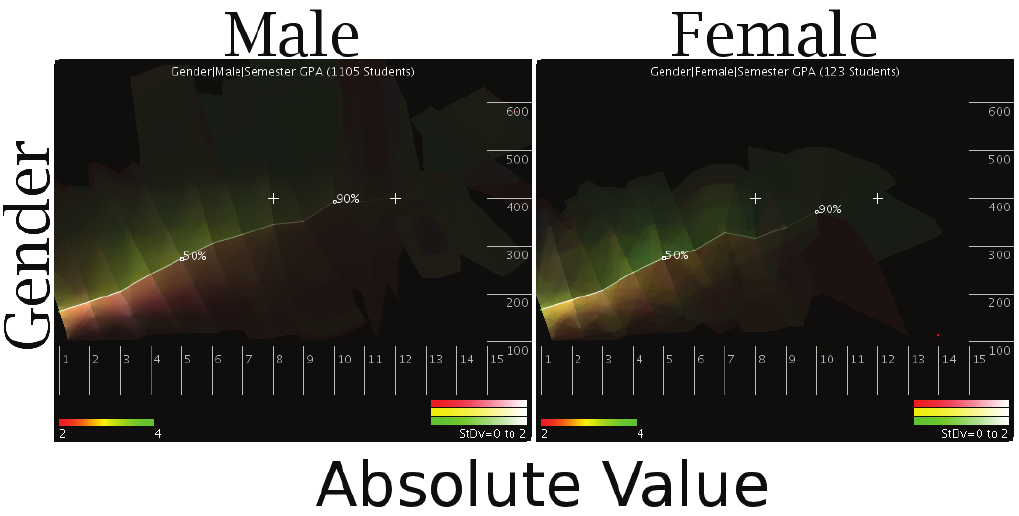 Male Female
Gender
Gender|Male|Semester GPA (1105 Students)
600
500
400
300
200
100
90%
50%
1 2 3 4 5 6 7 8 9 10 11 12 13 14 15
2 4
StDv=0 to 2
Gender|Female|Semester GPA (123 Students)
600
500
400
300
200
100
90%
50%
1 2 3 4 5 6 7 8 9 10 11 12 13 14 15
2 4
StDv=0 to 2
Absolute Value